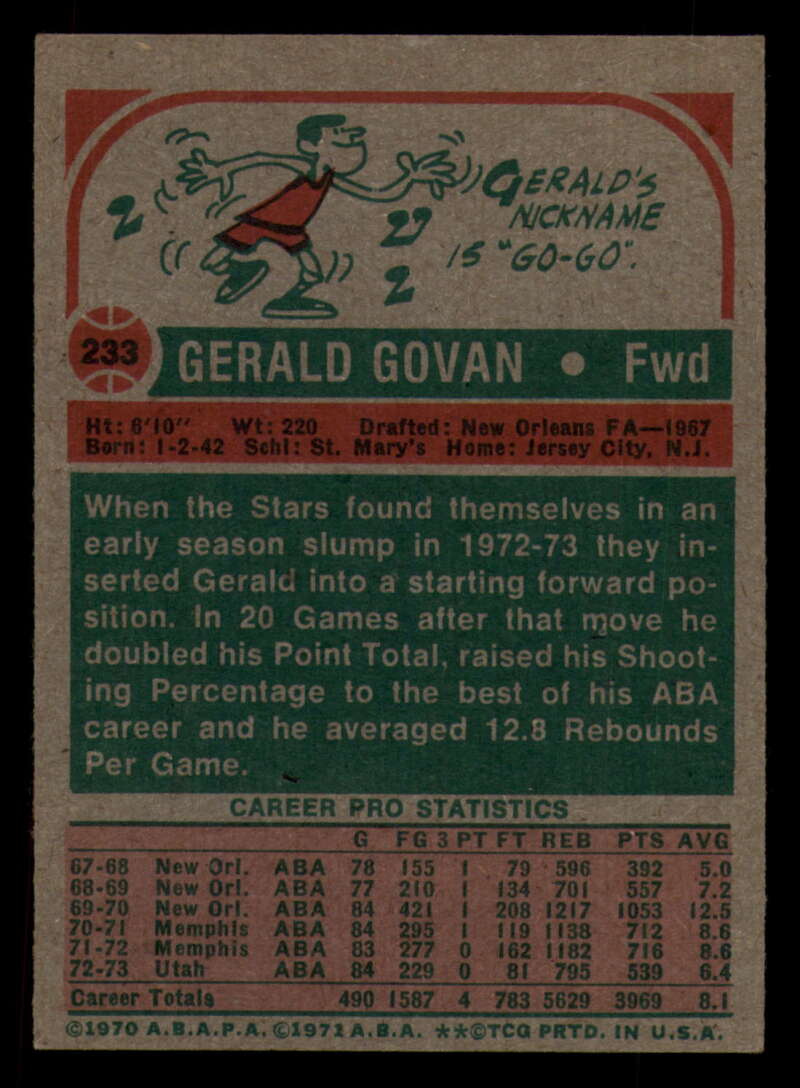 GERALD'S
NICKNAME
IS "GO-GO".
233 GERALD GOVAN • Fwd
Ht: 6'10" Wt: 220 Drafted: New Orleans FA—1967
Born: 1-2-42 Schl: St. Mary's Home: Jersey City, N.J.
When the Stars found themselves in an
early season slump in 1972-73 they in-
serted Gerald into a starting forward po-
sition. In 20 Games after that move he
doubled his Point Total, raised his Shoot-
ing Percentage to the best of his ABA
career and he averaged 12.8 Rebounds
Per Game.
CAREER PRO STATISTICS
G FG 3 PT FT REB PTS AVG
67-68 New Orl. ABA 78 155 1 79 596 392 5.0
68-69 New Orl. ABA 77 210 1 134 701 557 7.2
69-70 New Orl. ABA 84 421 1 208 1217 1053 12.5
70-71 Memphis ABA 84 295 1 119 1138 712 8.6
71-72 Memphis ABA 83 277 0 162 1182 716 8.6
72-73 Utah ABA 84 229 0 81 795 539 6.4
Career Totals 490 1587 4 783 5629 3969 8.1
©1970 A.B.A.P.A. ©1971 A.B.A. **©TCG PRTD. IN U.S.A.